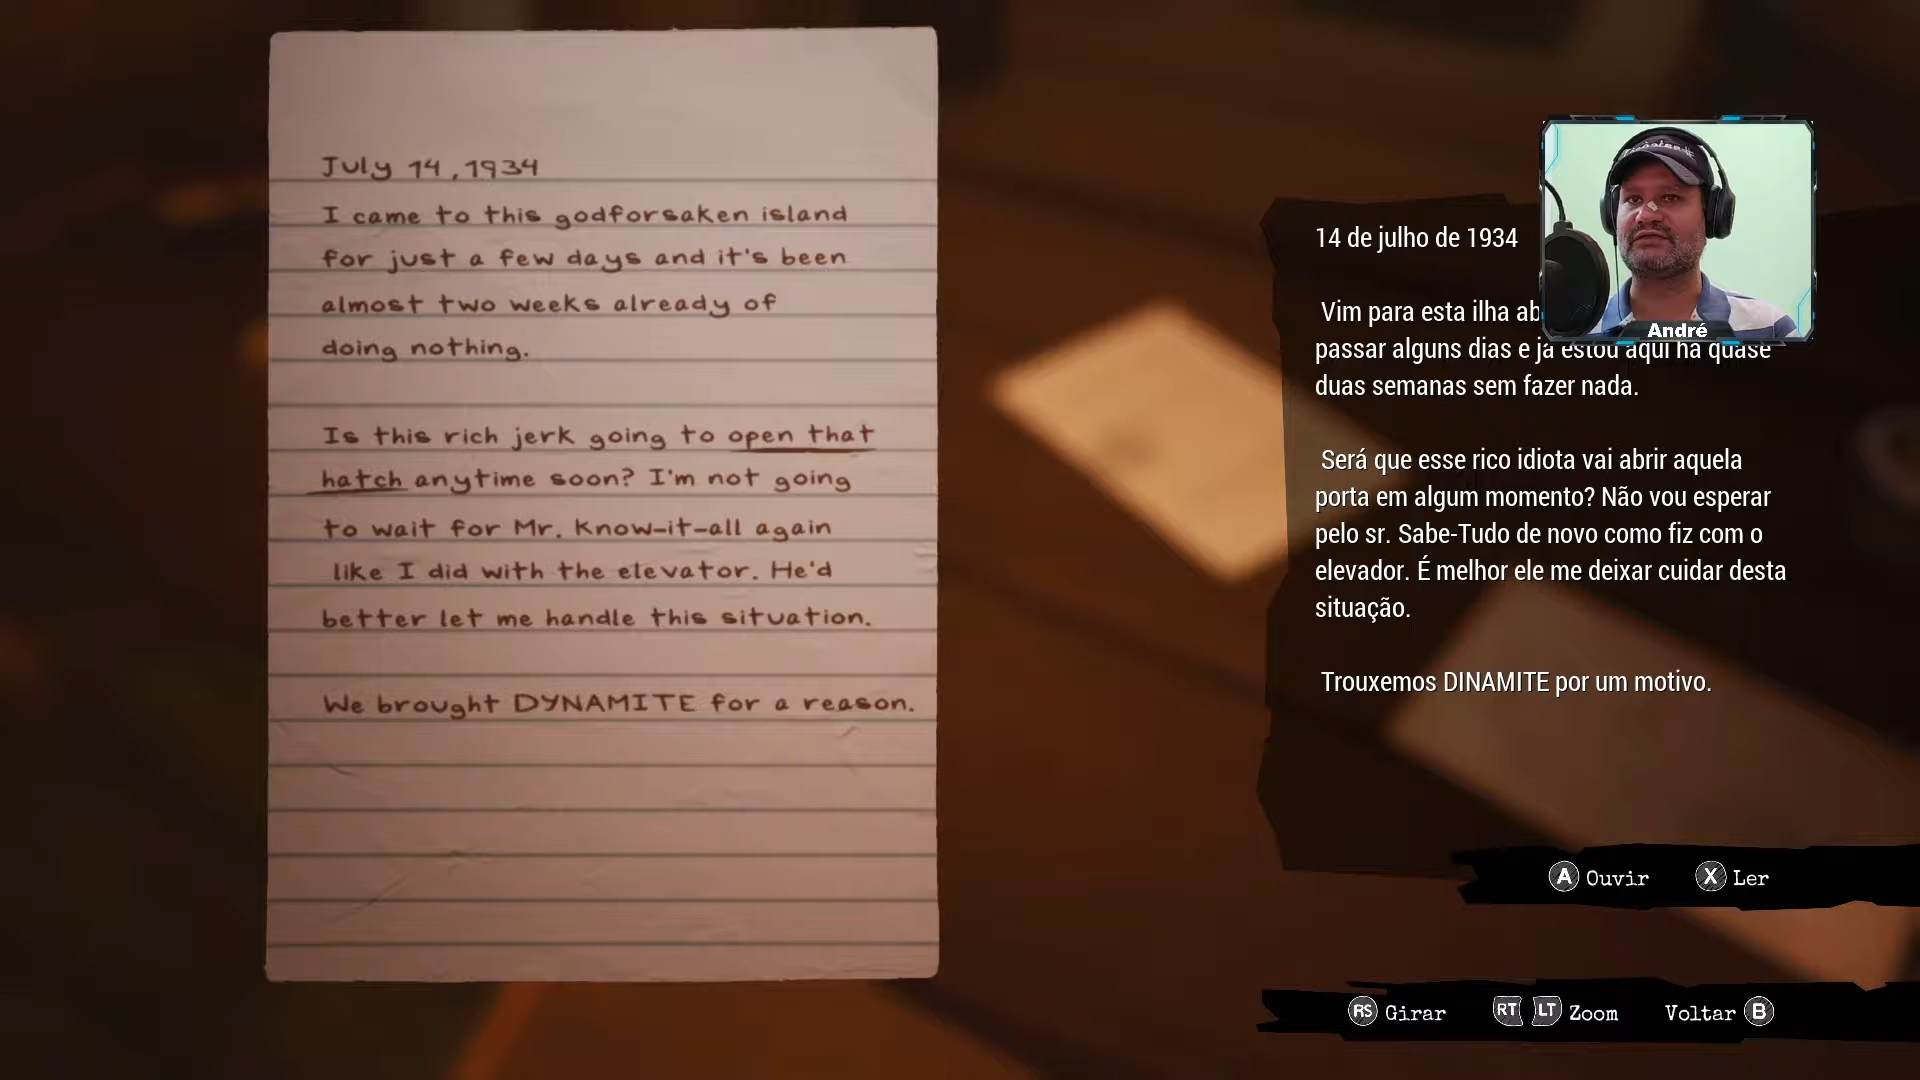 July 14, 1934
I came to this godforsaken island
for just a few days and it's been
almost two weeks already of
doing nothing.
Is this rich jerk going to open that
hatch anytime soon? I'm not going
to wait for Mr. Know-it-all again
like I did with the elevator. He'd
better let me handle this situation.
We brought DYNAMITE for a reason.
14 de julho de 1934
Vim para esta ilha
passar alguns dias e já estou aqui há quase
duas semanas sem fazer nada.
Será que esse rico idiota vai abrir aquela
porta em algum momento? Não vou esperar
pelo sr. Sabe-Tudo de novo como fiz com o
elevador. É melhor ele me deixar cuidar desta
situação.
Trouxemos DINAMITE por um motivo.
André
A Ouvir X Ler
RS Girar RT LT Zoom Voltar B